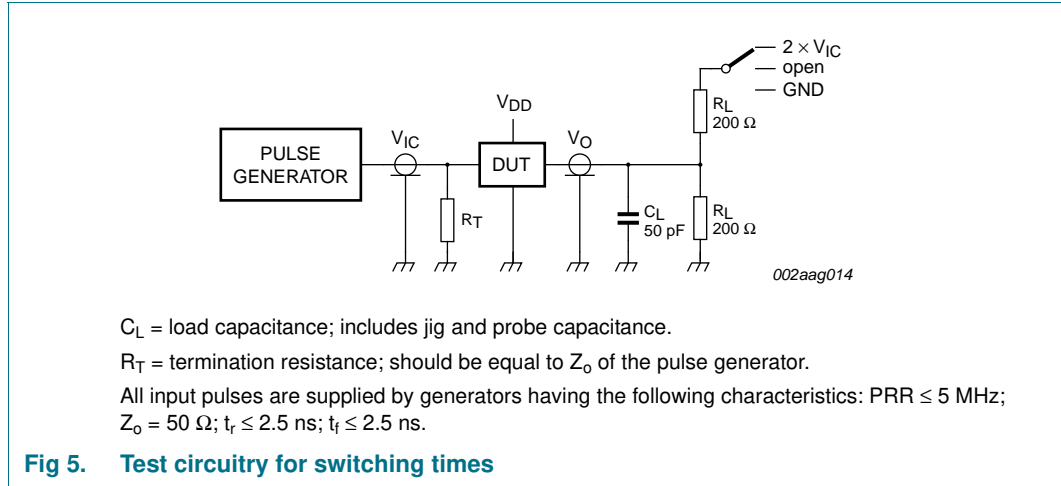 2 × V_IC
open
GND
R_L
200 Ω
V_DD
V_IC
V_O
PULSE
GENERATOR
DUT
R_T
C_L
50 pF
R_L
200 Ω
002aag014
C_L = load capacitance; includes jig and probe capacitance.
R_T = termination resistance; should be equal to Z_o of the pulse generator.
All input pulses are supplied by generators having the following characteristics: PRR ≤ 5 MHz;
Z_o = 50 Ω; t_r ≤ 2.5 ns; t_f ≤ 2.5 ns.
Fig 5. Test circuitry for switching times